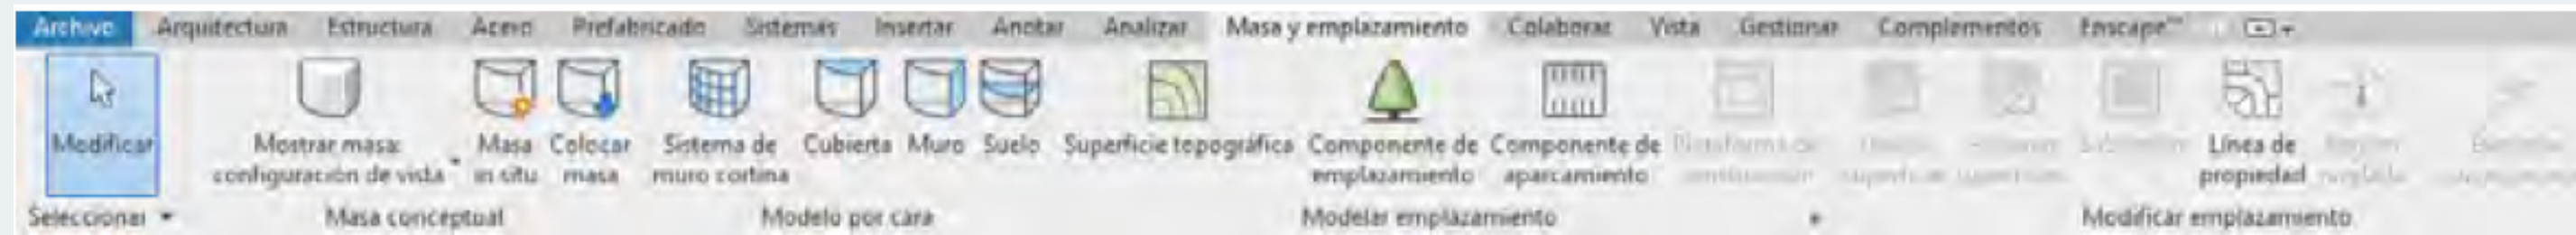 Archivo Arquitectura Estructura Acero Prefabricado Sistemas Insertar Anotar Analizar Masa y emplazamiento Colaborar Vista Gestionar Complementos Enscape™
Modificar Mostrar masa: Masa Colocar Sistema de Cubierta Muro Suelo Superficie topográfica Componente de Componente de Línea de
configuración de vista in situ masa muro cortina emplazamiento aparcamiento propiedad
Seleccionar Masa conceptual Modelo por cara Modelar emplazamiento Modificar emplazamiento